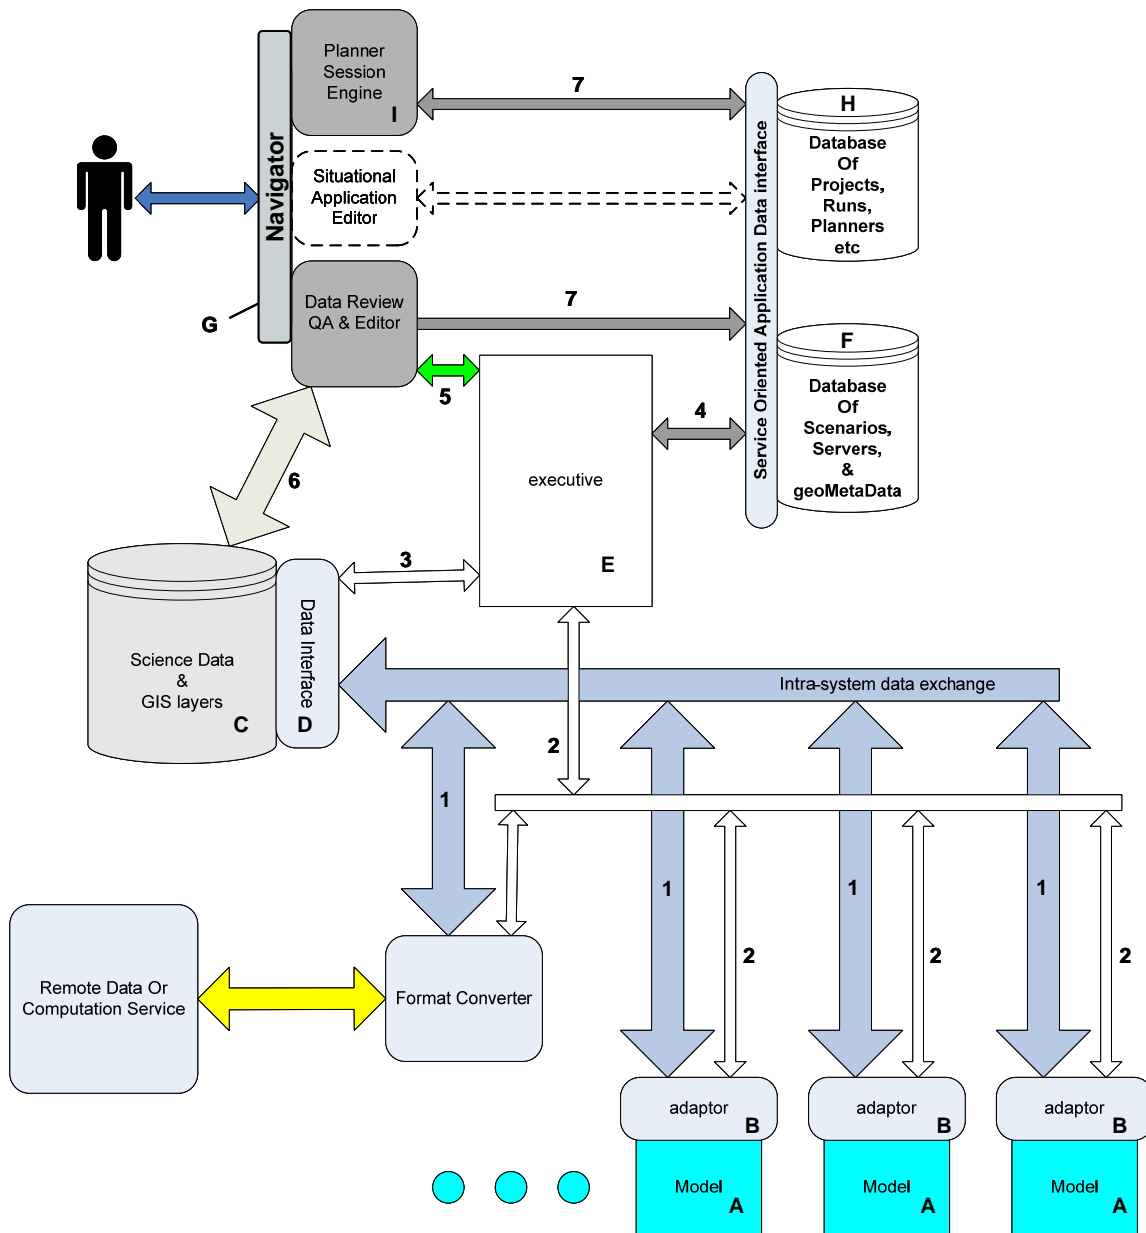 Planner
Session
Engine
I
7
H
Database
Of
Projects,
Runs,
Planners
etc
Navigator
Situational
Application
Editor
Service Oriented Application Data interface
G
Data Review
QA & Editor
7
F
Database
Of
Scenarios,
Servers,
&
geoMetaData
5
4
executive
E
6
3
Science Data
&
GIS layers
C
Data Interface
D
Intra-system data exchange
2
1
1
1
1
2
2
2
Remote Data Or
Computation Service
Format Converter
adaptor
B
adaptor
B
adaptor
B
Model
A
Model
A
Model
A